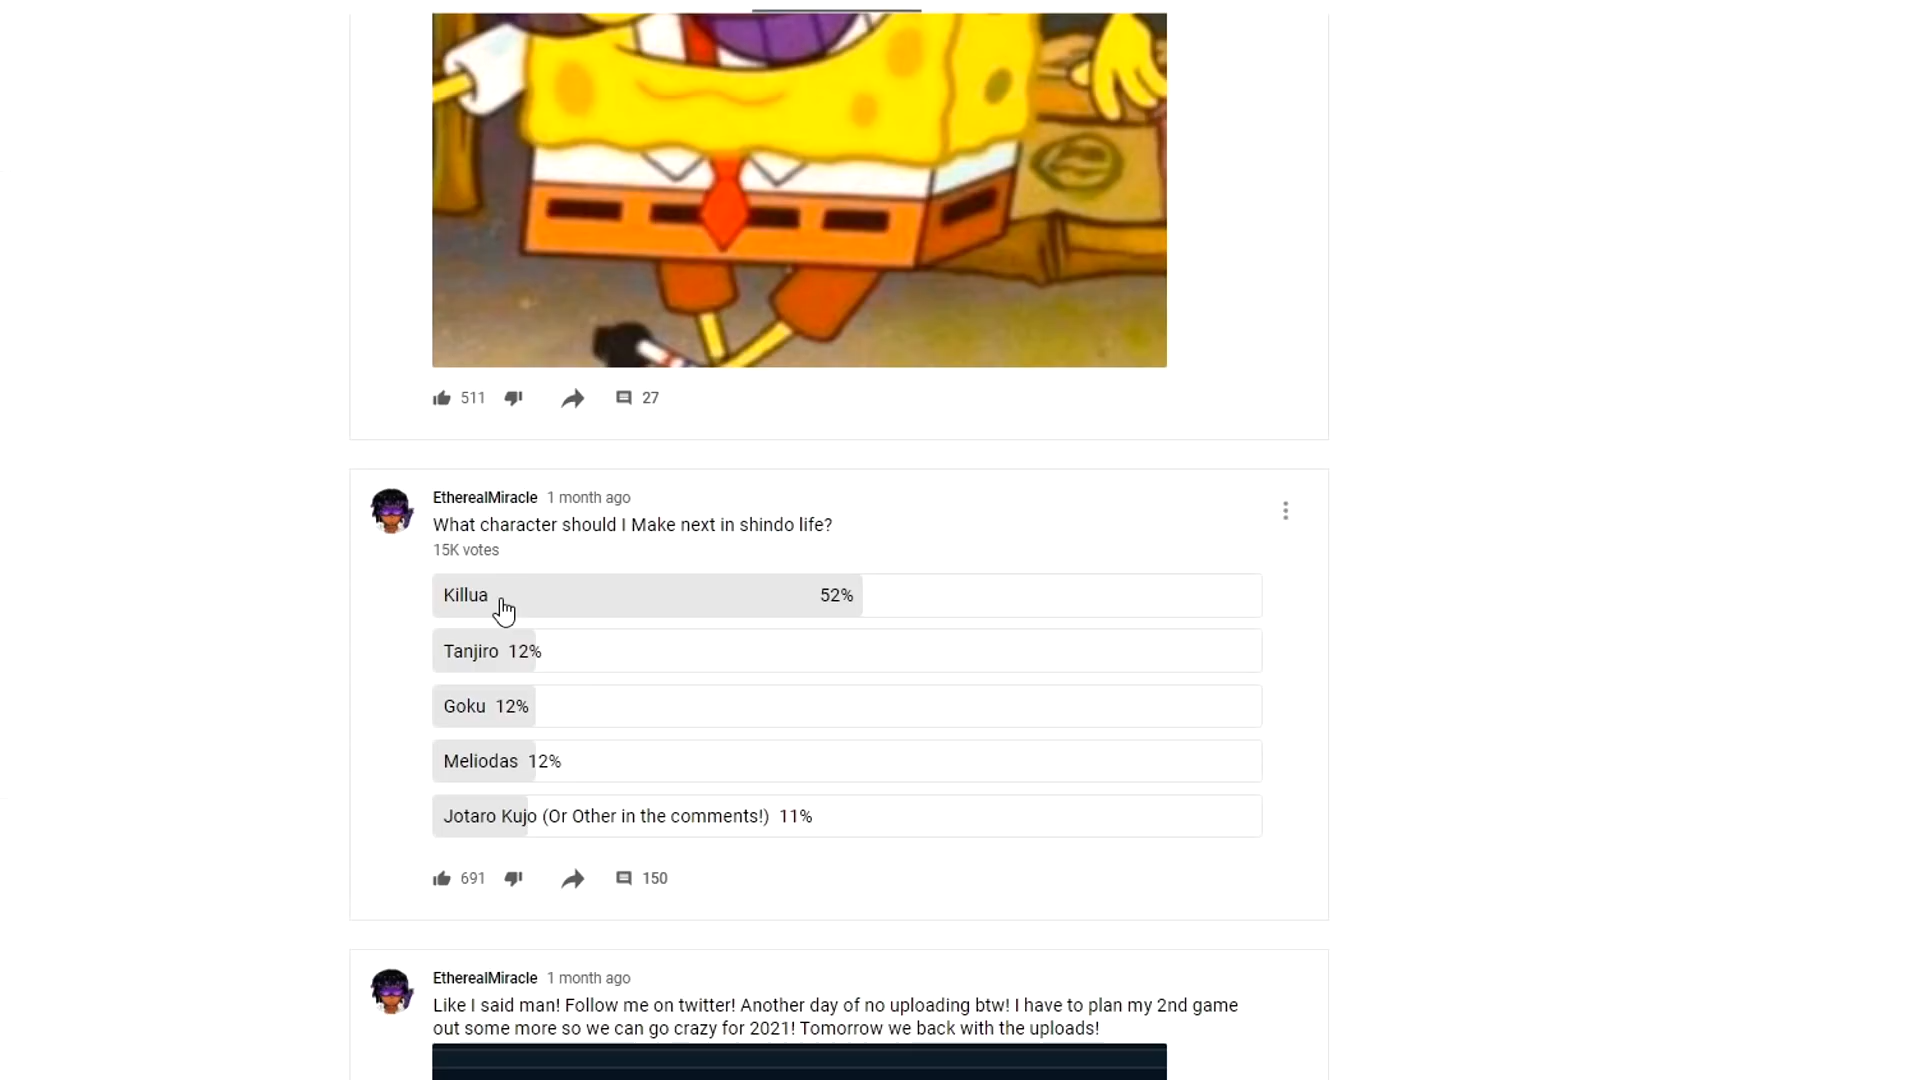 511
27
EtherealMiracle 1 month ago
What character should I Make next in shindo life?
15K votes
Killua 52%
Tanjiro 12%
Goku 12%
Meliodas 12%
Jotaro Kujo (Or Other in the comments!) 11%
691
150
EtherealMiracle 1 month ago
Like I said man! Follow me on twitter! Another day of no uploading btw! I have to plan my 2nd game
out some more so we can go crazy for 2021! Tomorrow we back with the uploads!